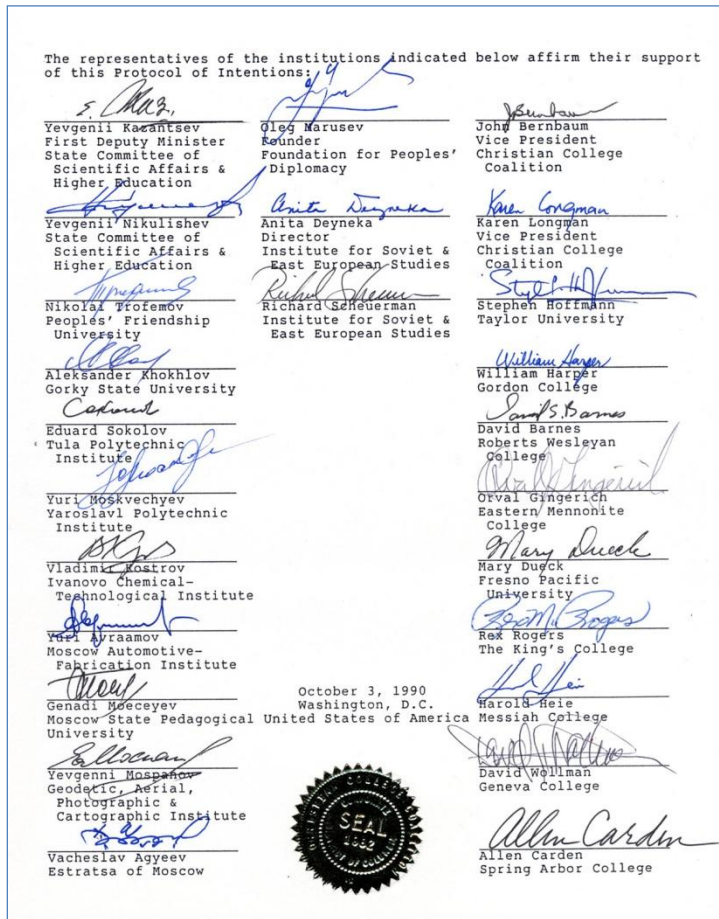 The representatives of the institutions indicated below affirm their support
of this Protocol of Intentions:
Yevgenii Kazantsev
First Deputy Minister
State Committee of
Scientific Affairs &
Higher Education
Yevgenii Nikulishev
State Committee of
Scientific Affairs &
Higher Education
Nikolai Trofemov
Peoples' Friendship
University
Aleksander Khokhlov
Gorky State University
Eduard Sokolov
Tula Polytechnic
Institute
Yuri Moskvechyev
Yaroslavl Polytechnic
Institute
Vladimir Kostrov
Ivanovo Chemical-
Technological Institute
Yuri Avraamov
Moscow Automotive-
Fabrication Institute
Genadi Moeceyev
Moscow State Pedagogical
University
Yevgenni Mospanov
Geodetic, Aerial,
Photographic &
Cartographic Institute
Vacheslav Agyeev
Estratsa of Moscow
Oleg Marusev
Founder
Foundation for Peoples'
Diplomacy
Anita Deyneka
Anita Deyneka
Director
Institute for Soviet &
East European Studies
Richard Scheuerman
Institute for Soviet &
East European Studies
October 3, 1990
Washington, D.C.
United States of America
SEAL
J Bernbaum
John Bernbaum
Vice President
Christian College
Coalition
Karen Longman
Karen Longman
Vice President
Christian College
Coalition
Stephen Hoffmann
Taylor University
William Harper
William Harper
Gordon College
David S. Barnes
David Barnes
Roberts Wesleyan
College
Orval Gingerich
Orval Gingerich
Eastern Mennonite
College
Mary Dueck
Mary Dueck
Fresno Pacific
University
Rex M. Rogers
Rex Rogers
The King's College
Harold Heie
Messiah College
David Wollman
Geneva College
Allen Carden
Allen Carden
Spring Arbor College